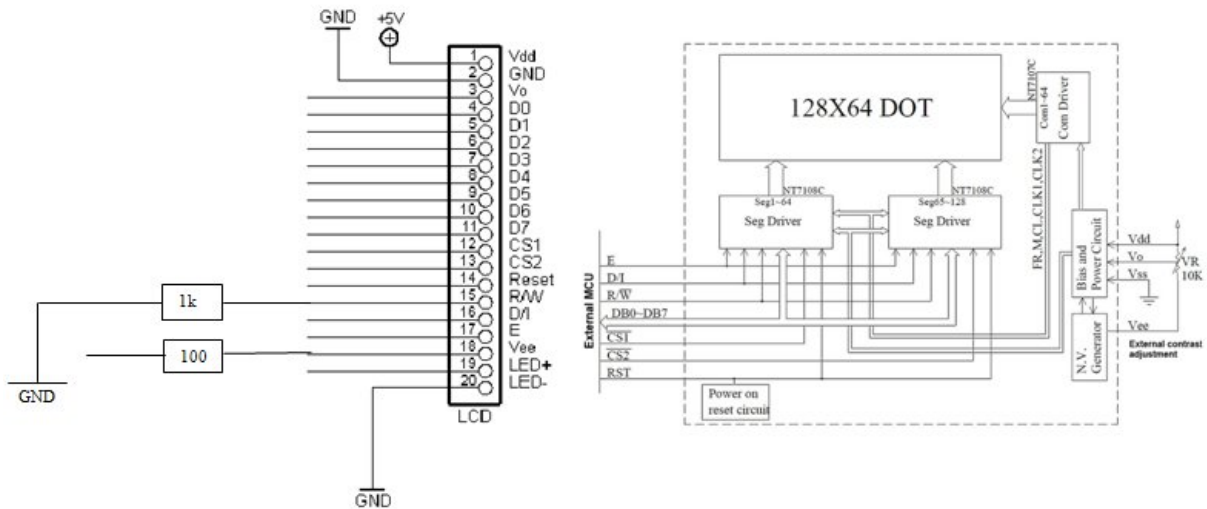 GND
+5V
1 Vdd
2 GND
3 Vo
4 D0
5 D1
6 D2
7 D3
8 D4
9 D5
10 D6
11 D7
12 CS1
13 CS2
14 Reset
15 R/W
16 D/I
17 E
18 Vee
19 LED+
20 LED-
LCD
1k
100
GND
GND
128X64 DOT
NT7107C
Com1~64
Com Driver
NT7108C
Seg1~64
Seg Driver
NT7108C
Seg65~128
Seg Driver
FR,M,CL,CLK1,CLK2
Bias and
Power Circuit
Vdd
Vo
Vss
VR
10K
Vee
External contrast
adjustment
N.V.
Generator
External MCU
E
D/I
R/W
DB0~DB7
CS1
CS2
RST
Power on
reset circuit